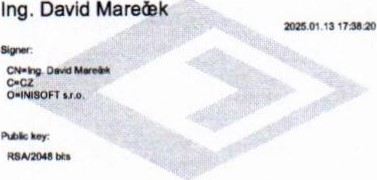 Ing. David Mareček
2025.01.13 17:38:20
Signer:
CN=Ing. David Mareček
C=CZ
O=INISOFT s.r.o.
Public key:
RSA/2048 bits